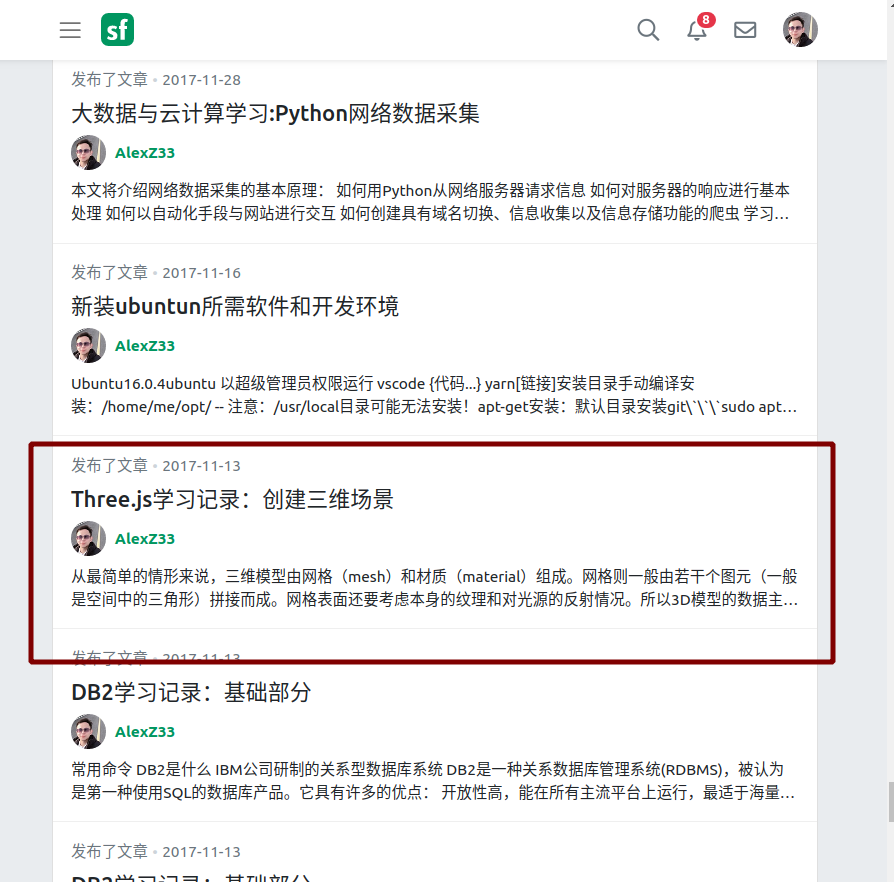 sf
8
发布了文章 • 2017-11-28
大数据与云计算学习:Python网络数据采集
AlexZ33
本文将介绍网络数据采集的基本原理： 如何用Python从网络服务器请求信息 如何对服务器的响应进行基本
处理 如何以自动化手段与网站进行交互 如何创建具有域名切换、信息收集以及信息存储功能的爬虫 学习…
发布了文章 • 2017-11-16
新装ubuntun所需软件和开发环境
AlexZ33
Ubuntu16.0.4ubuntu 以超级管理员权限运行 vscode {代码...} yarn[链接]安装目录手动编译安
装：/home/me/opt/ -- 注意：/usr/local目录可能无法安装！apt-get安装：默认目录安装git\`\`\`sudo apt…
发布了文章 • 2017-11-13
Three.js学习记录：创建三维场景
AlexZ33
从最简单的情形来说，三维模型由网格（mesh）和材质（material）组成。网格则一般由若干个图元（一般
是空间中的三角形）拼接而成。网格表面还要考虑本身的纹理和对光源的反射情况。所以3D模型的数据主…
发布了文章 • 2017-11-13
DB2学习记录：基础部分
AlexZ33
常用命令 DB2是什么 IBM公司研制的关系型数据库系统 DB2是一种关系数据库管理系统(RDBMS)，被认为
是第一种使用SQL的数据库产品。它具有许多的优点： 开放性高，能在所有主流平台上运行，最适于海量…
发布了文章 • 2017-11-13
DB2学习记录：基础部分